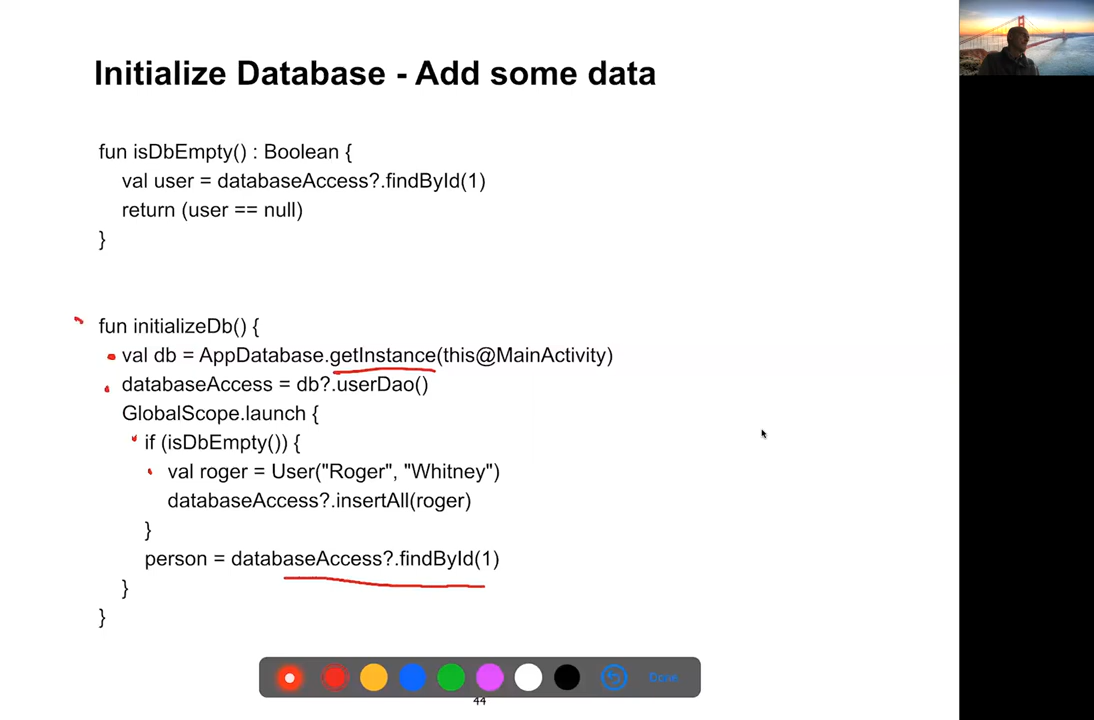 Initialize Database - Add some data
fun isDbEmpty() : Boolean {
val user = databaseAccess?.findById(1)
return (user == null)
}
fun initializeDb() {
val db = AppDatabase.getInstance(this@MainActivity)
databaseAccess = db?.userDao()
GlobalScope.launch {
if (isDbEmpty()) {
val roger = User("Roger", "Whitney")
databaseAccess?.insertAll(roger)
}
person = databaseAccess?.findById(1)
}
}
Done
44